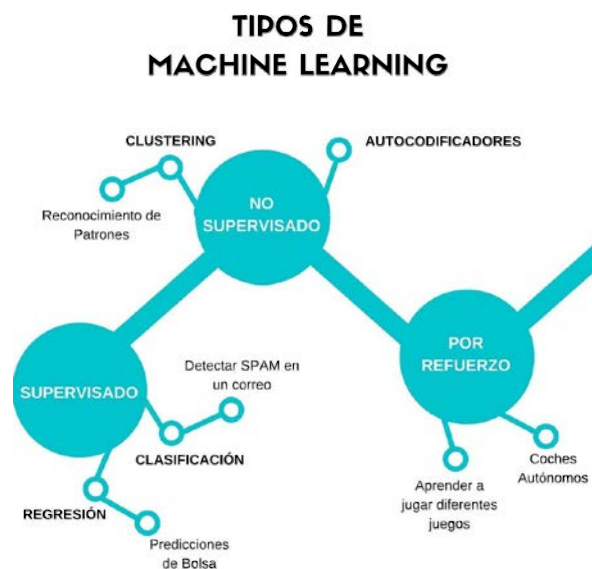 TIPOS DE
MACHINE LEARNING
CLUSTERING
AUTOCODIFICADORES
Reconocimiento de
Patrones
NO
SUPERVISADO
POR
REFUERZO
SUPERVISADO
Detectar SPAM en
un correo
CLASIFICACIÓN
REGRESIÓN
Predicciones
de Bolsa
Aprender a
jugar diferentes
juegos
Coches
Autónomos